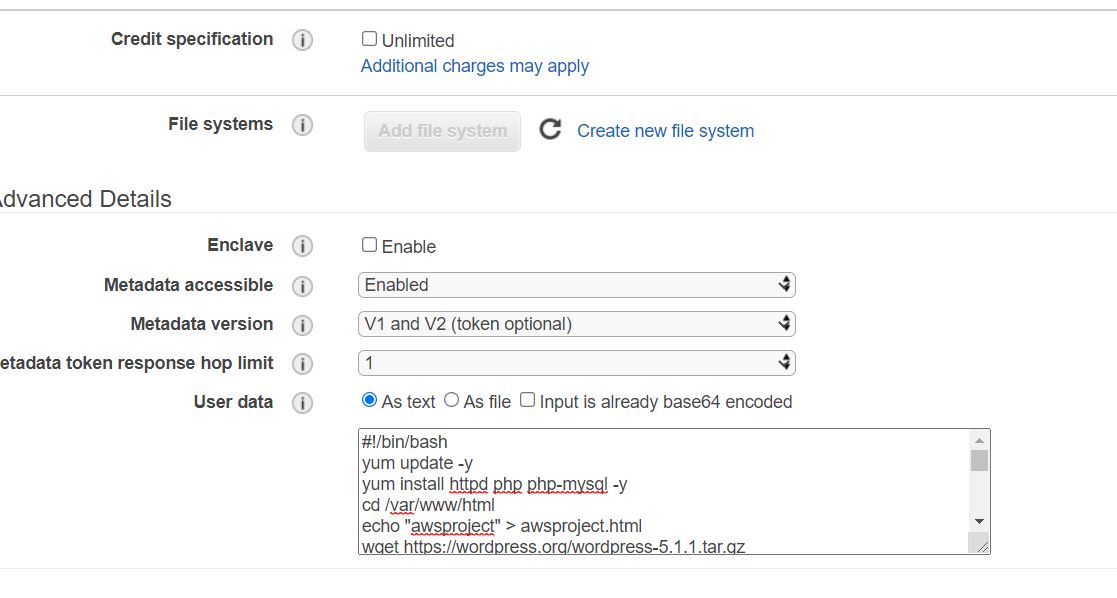 Credit specification i Unlimited
Additional charges may apply
File systems i Add file system Create new file system
dvanced Details
Enclave i Enable
Metadata accessible i Enabled
Metadata version i V1 and V2 (token optional)
etadata token response hop limit i 1
User data i As text As file Input is already base64 encoded
#!/bin/bash
yum update -y
yum install httpd php php-mysql -y
cd /var/www/html
echo "awsproject" > awsproject.html
wget https://wordpress.org/wordpress-5.1.1.tar.gz